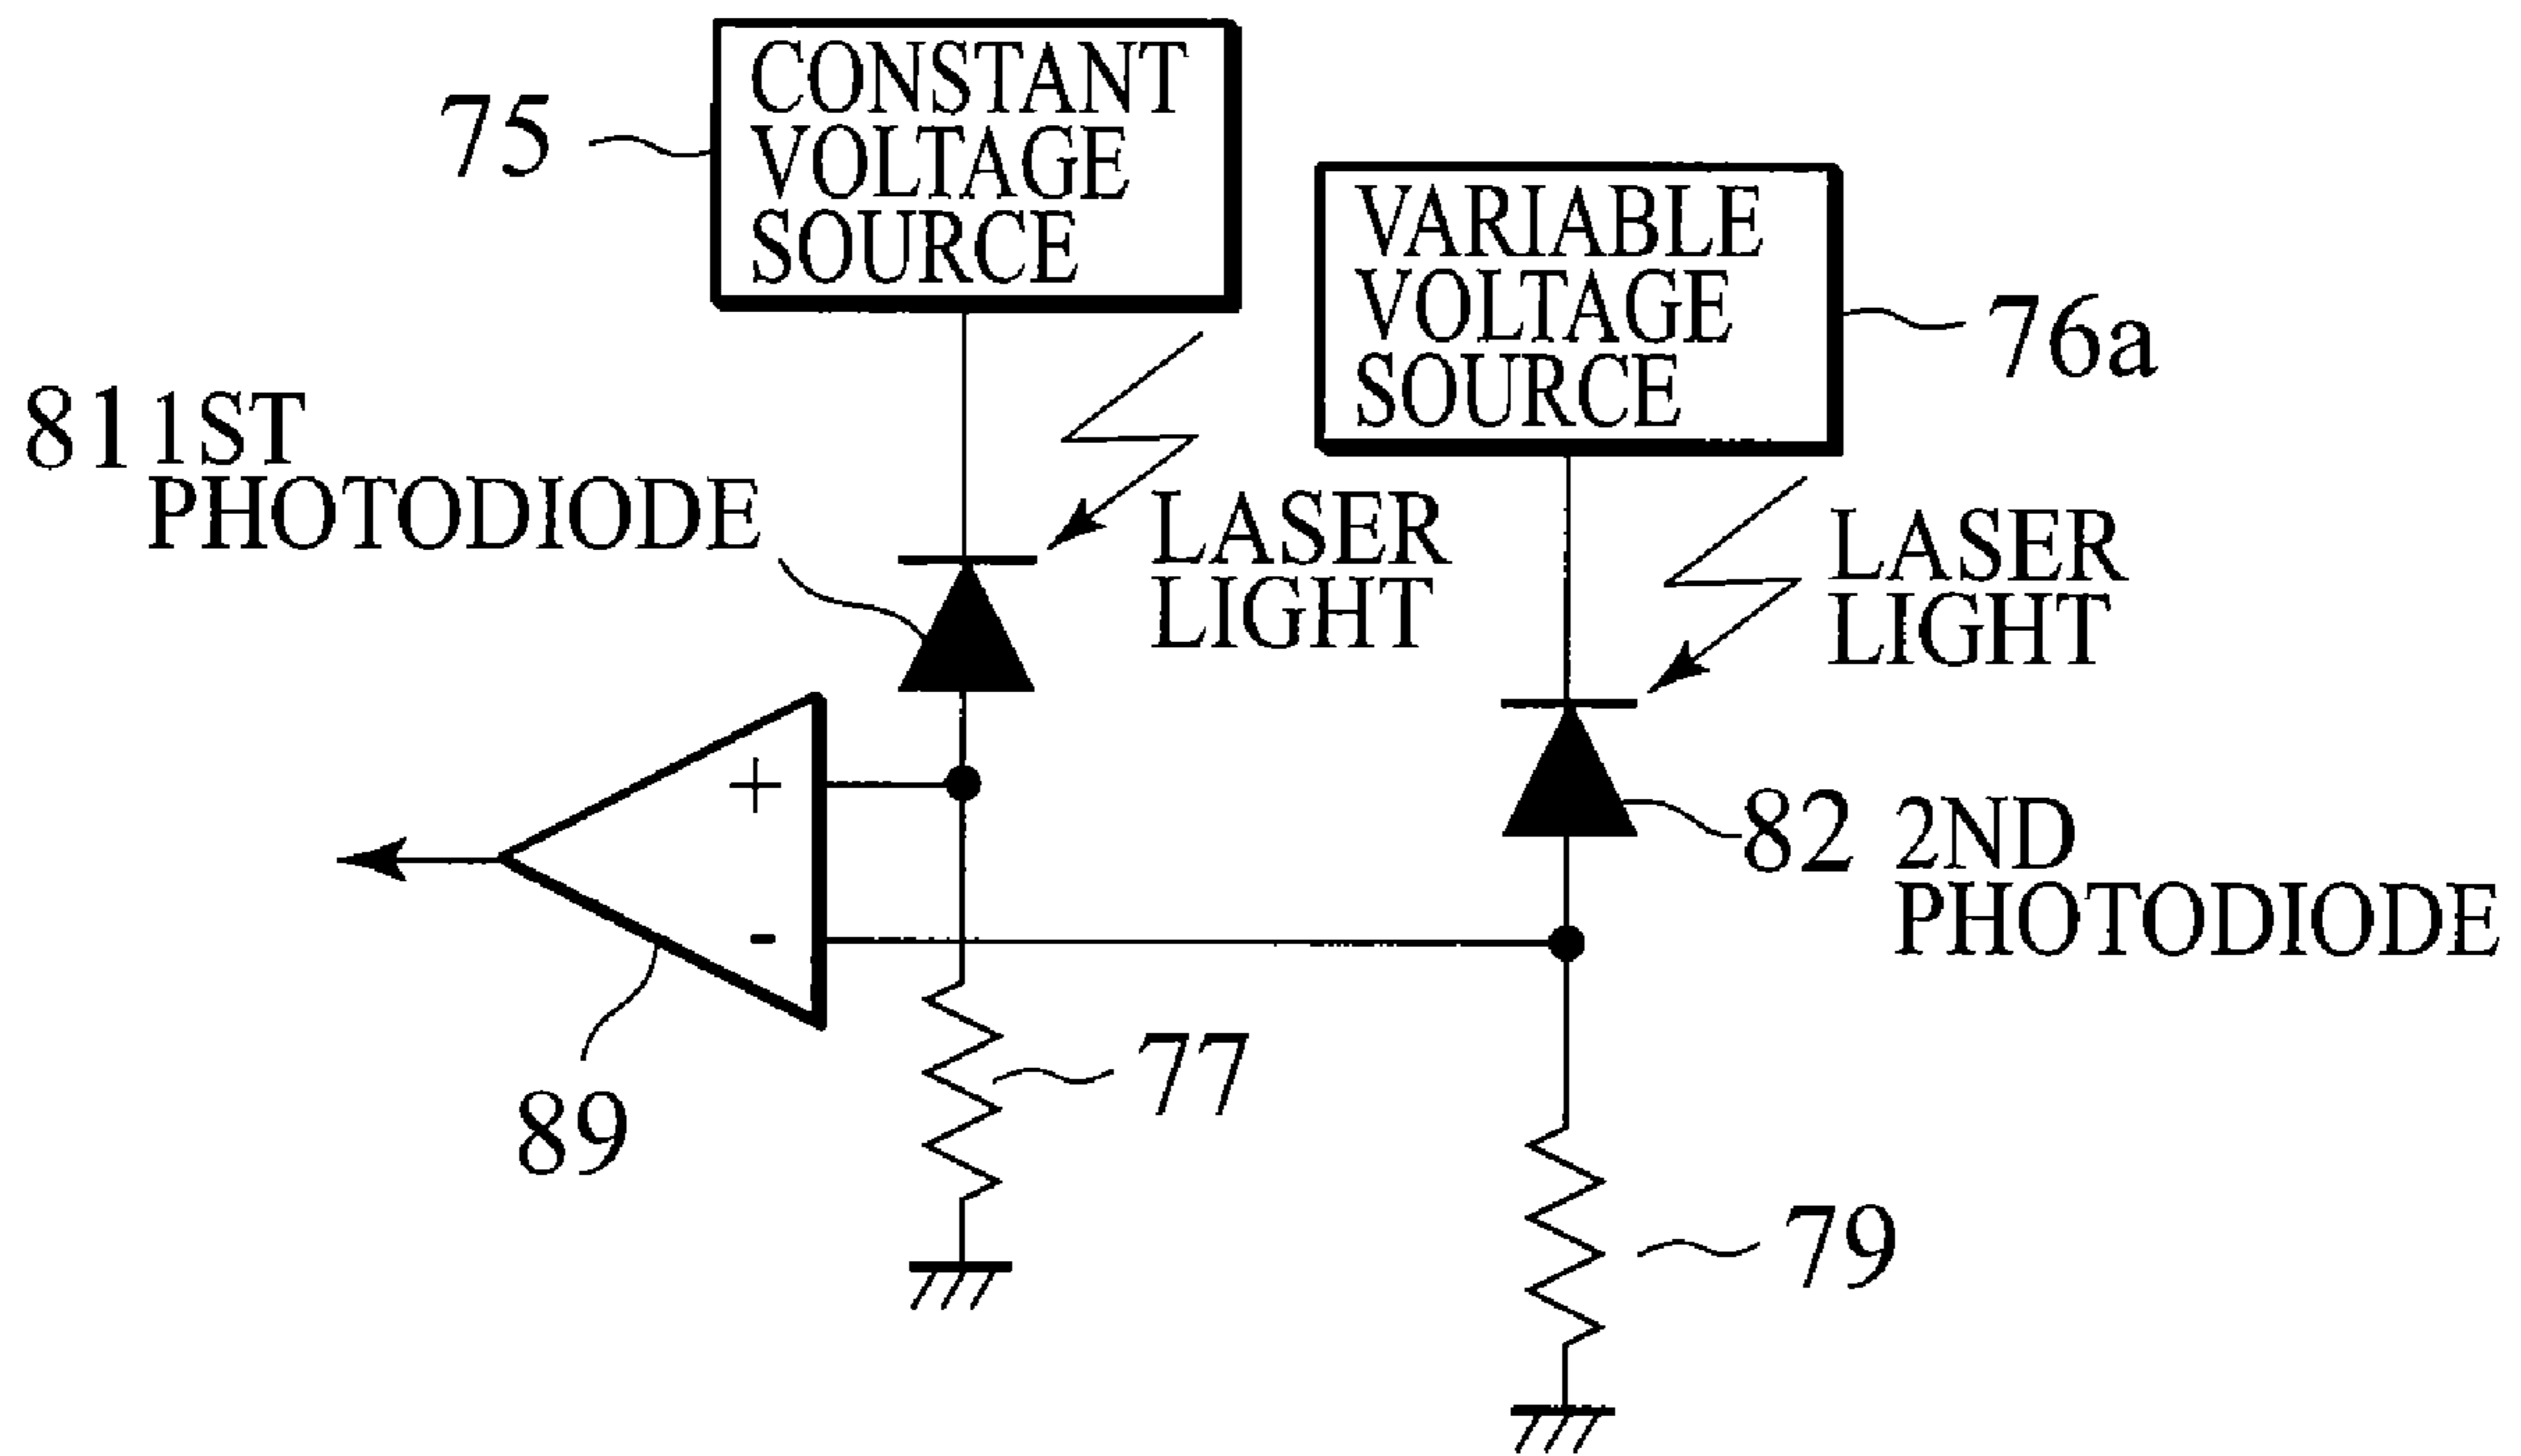 CONSTANT
VOLTAGE
SOURCE
75
VARIABLE
VOLTAGE
SOURCE
76a
81 1ST
PHOTODIODE
LASER
LIGHT
LASER
LIGHT
+
-
82 2ND
PHOTODIODE
89
77
79